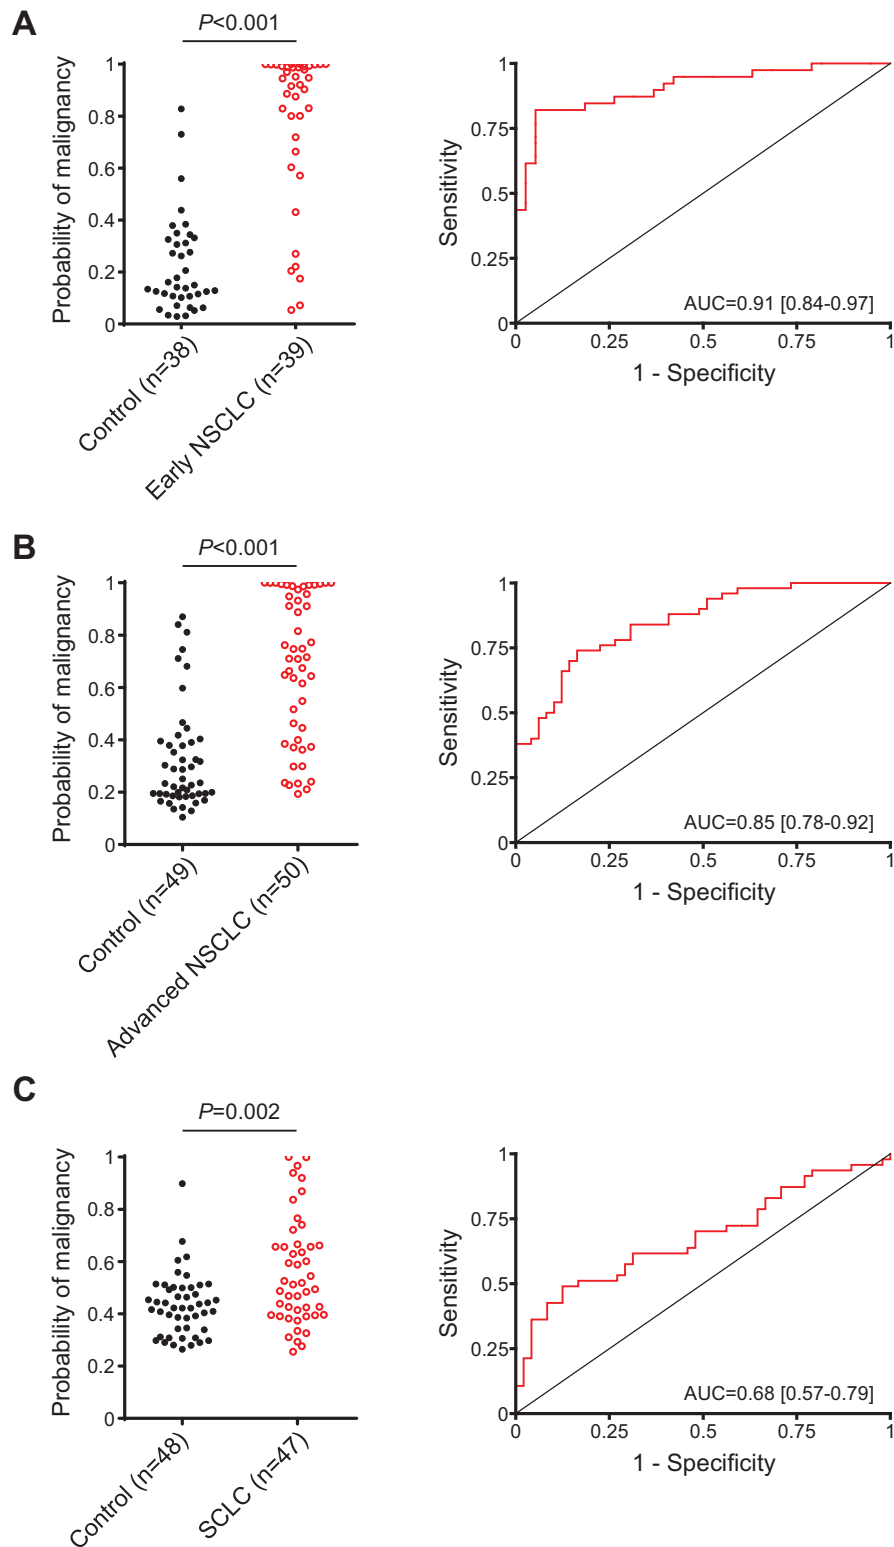 A
P<0.001
Probability of malignancy
1
0.8
0.6
0.4
0.2
0
Control (n=38)
Early NSCLC (n=39)
Sensitivity
1
0.75
0.5
0.25
0
0
0.25
0.5
0.75
1
AUC=0.91 [0.84-0.97]
1 - Specificity
B
P<0.001
Probability of malignancy
1
0.8
0.6
0.4
0.2
0
Control (n=49)
Advanced NSCLC (n=50)
Sensitivity
1
0.75
0.5
0.25
0
0
0.25
0.5
0.75
1
AUC=0.85 [0.78-0.92]
1 - Specificity
C
P=0.002
Probability of malignancy
1
0.8
0.6
0.4
0.2
0
Control (n=48)
SCLC (n=47)
Sensitivity
1
0.75
0.5
0.25
0
0
0.25
0.5
0.75
1
AUC=0.68 [0.57-0.79]
1 - Specificity